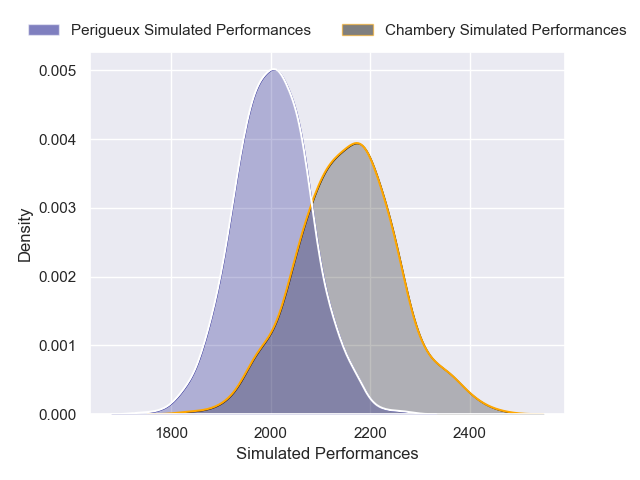 Perigueux Simulated Performances
Chambery Simulated Performances
0.005
0.004
0.003
0.002
0.001
0.000
Density
1800
2000
2200
2400
Simulated Performances